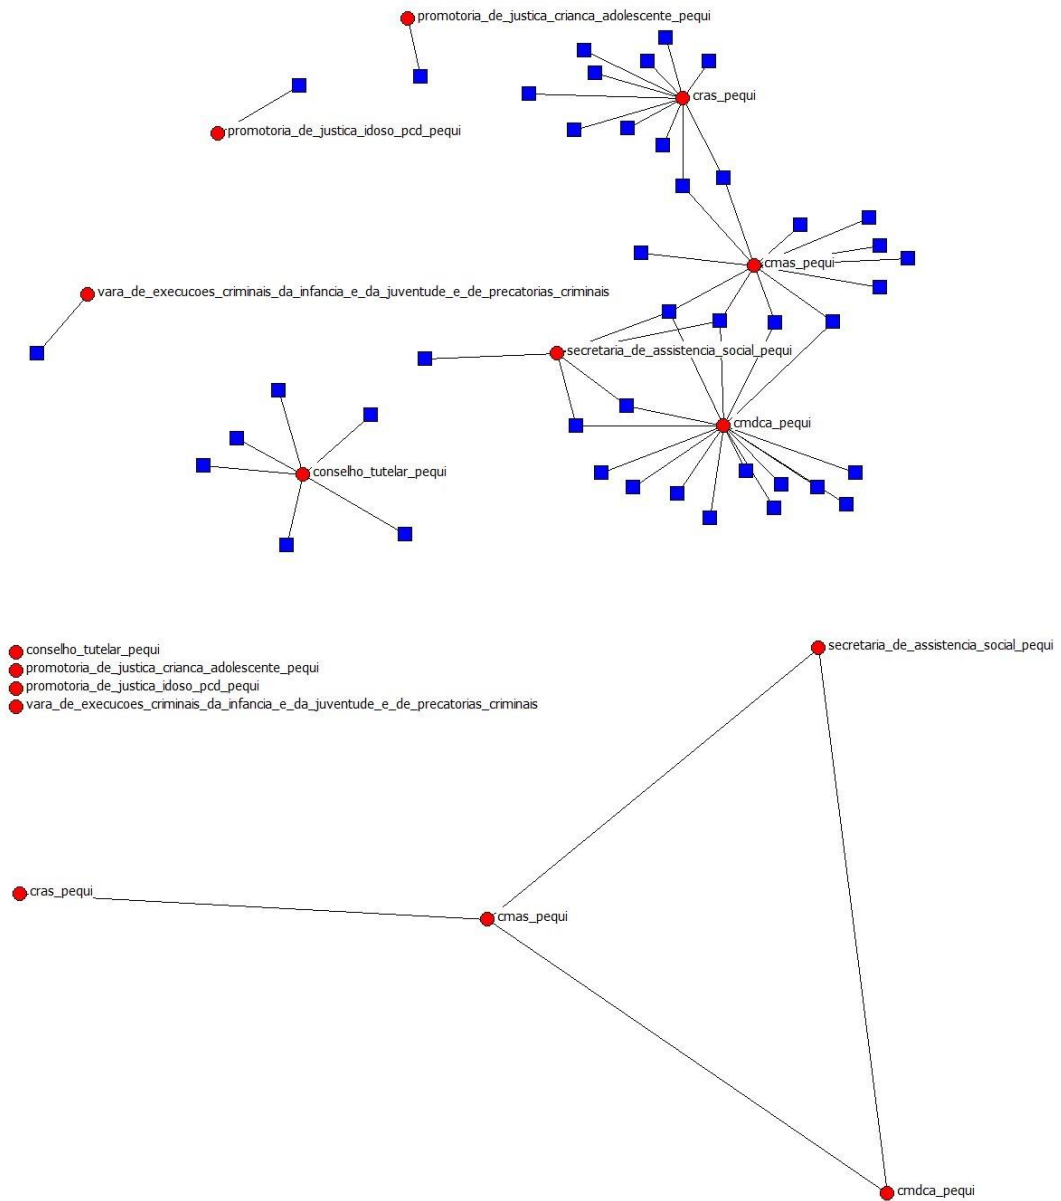 promotoria_de_justica_crianca_adolescente_pequi
cras_pequi
promotoria_de_justica_idoso_pcd_pequi
cmas_pequi
vara_de_execucoes_criminais_da_infancia_e_da_juventude_e_de_precatorias_criminais
secretaria_de_assistencia_social_pequi
cmdca_pequi
conselho_tutelar_pequi
conselho_tutelar_pequi
promotoria_de_justica_crianca_adolescente_pequi
promotoria_de_justica_idoso_pcd_pequi
vara_de_execucoes_criminais_da_infancia_e_da_juventude_e_de_precatorias_criminais
secretaria_de_assistencia_social_pequi
cras_pequi
cmas_pequi
cmdca_pequi